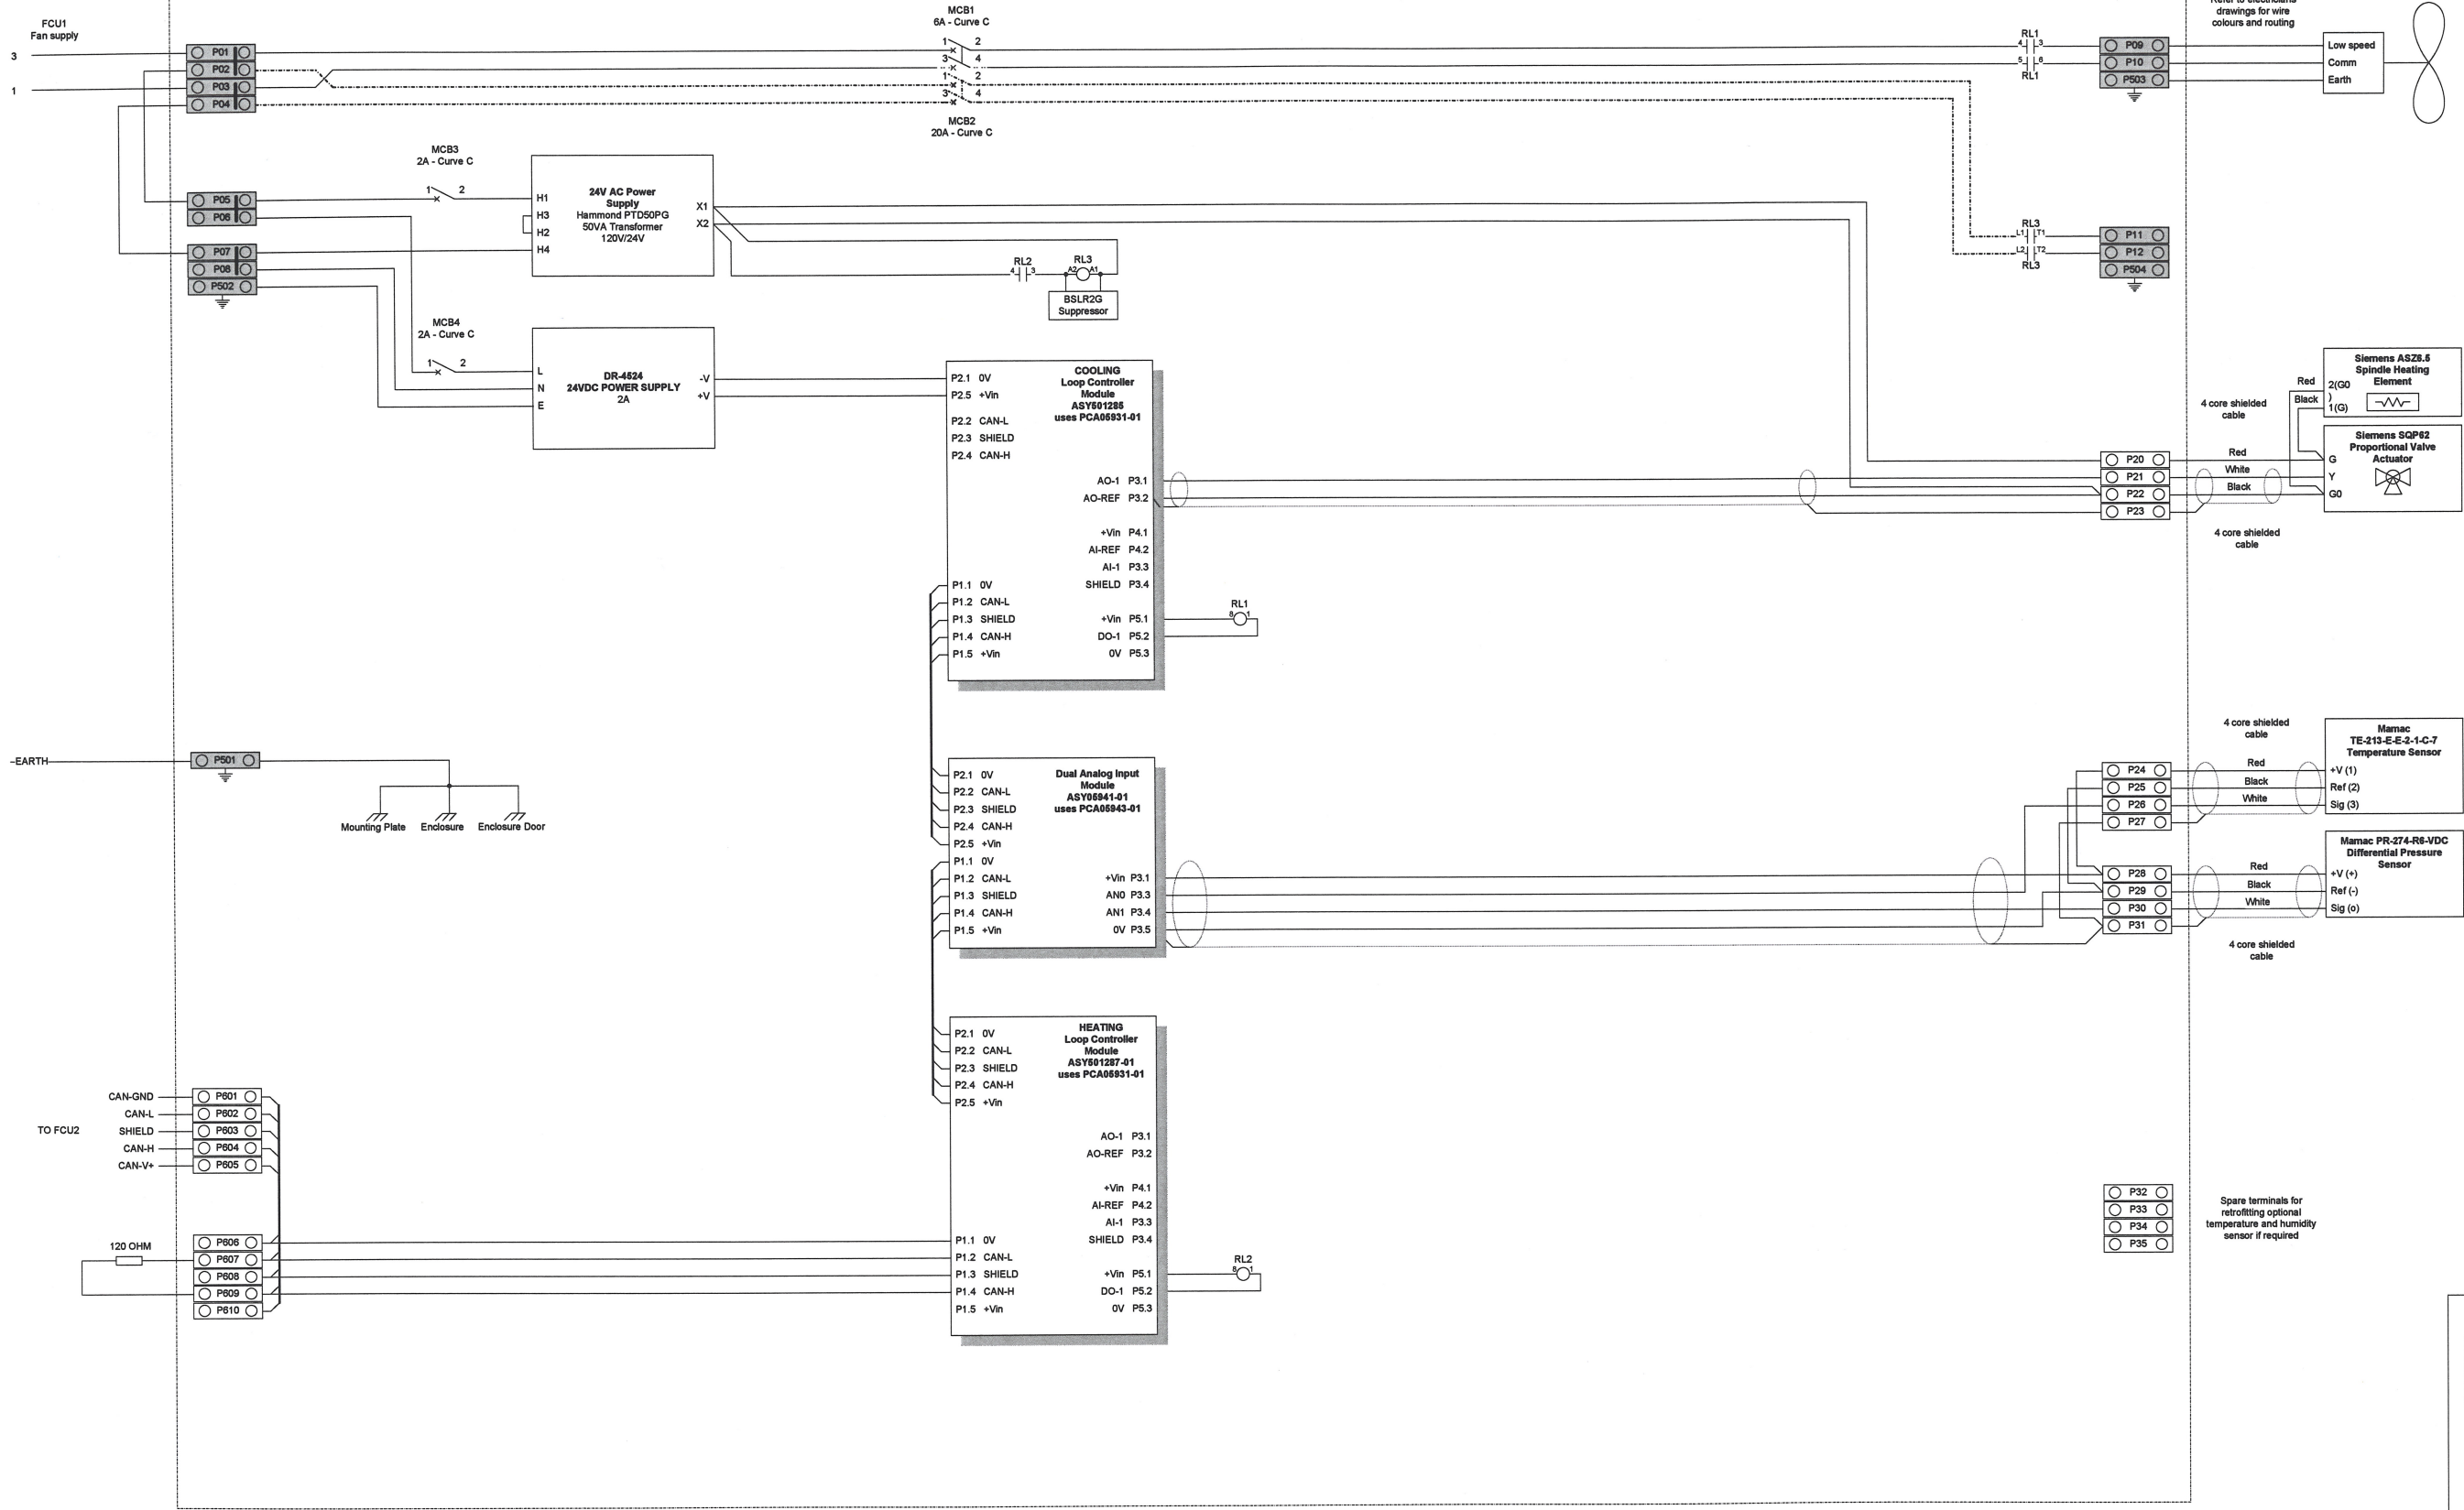 FCU1
Fan supply
3
1
P01
P02
P03
P04
MCB1
6A - Curve C
1 2
3 4
1 2
3 4
MCB2
20A - Curve C
RL1
4 3
5 6
RL1
P09
P10
P503
drawings for wire
colours and routing
Low speed
Comm
Earth
P05
P06
P07
P08
P502
MCB3
2A - Curve C
1 2
H1
H3
H2
H4
24V AC Power
Supply
Hammond PTD50PG
50VA Transformer
120V/24V
X1
X2
RL2
4 3
RL3
A2 A1
BSLR2G
Suppressor
RL3
L1 T1
L2 T2
RL3
P11
P12
P504
MCB4
2A - Curve C
1 2
L
N
E
DR-4524
24VDC POWER SUPPLY
2A
-V
+V
P2.1 0V
P2.5 +Vin
P2.2 CAN-L
P2.3 SHIELD
P2.4 CAN-H
COOLING
Loop Controller
Module
ASY501285
uses PCA05931-01
AO-1 P3.1
AO-REF P3.2
+Vin P4.1
AI-REF P4.2
AI-1 P3.3
SHIELD P3.4
+Vin P5.1
DO-1 P5.2
0V P5.3
P1.1 0V
P1.2 CAN-L
P1.3 SHIELD
P1.4 CAN-H
P1.5 +Vin
RL1
8 1
Siemens ASZ6.5
Spindle Heating
Element
Red
2(G0
)
Black
1(G)
4 core shielded
cable
Siemens SQP62
Proportional Valve
Actuator
G
Y
G0
P20
P21
P22
P23
Red
White
Black
4 core shielded
cable
-EARTH
P501
Mounting Plate
Enclosure
Enclosure Door
P2.1 0V
P2.2 CAN-L
P2.3 SHIELD
P2.4 CAN-H
P2.5 +Vin
P1.1 0V
P1.2 CAN-L
P1.3 SHIELD
P1.4 CAN-H
P1.5 +Vin
Dual Analog Input
Module
ASY05941-01
uses PCA05943-01
+Vin P3.1
AN0 P3.3
AN1 P3.4
0V P3.5
4 core shielded
cable
P24
P25
P26
P27
Red
Black
White
Mamac
TE-213-E-E-2-1-C-7
Temperature Sensor
+V (1)
Ref (2)
Sig (3)
P28
P29
P30
P31
Red
Black
White
Mamac PR-274-R6-VDC
Differential Pressure
Sensor
+V (+)
Ref (-)
Sig (o)
4 core shielded
cable
P2.1 0V
P2.2 CAN-L
P2.3 SHIELD
P2.4 CAN-H
P2.5 +Vin
HEATING
Loop Controller
Module
ASY501287-01
uses PCA05931-01
AO-1 P3.1
AO-REF P3.2
+Vin P4.1
AI-REF P4.2
AI-1 P3.3
SHIELD P3.4
+Vin P5.1
DO-1 P5.2
0V P5.3
P1.1 0V
P1.2 CAN-L
P1.3 SHIELD
P1.4 CAN-H
P1.5 +Vin
RL2
8 1
TO FCU2
CAN-GND
CAN-L
SHIELD
CAN-H
CAN-V+
P601
P602
P603
P604
P605
120 OHM
P606
P607
P608
P609
P610
P32
P33
P34
P35
Spare terminals for
retrofitting optional
temperature and humidity
sensor if required